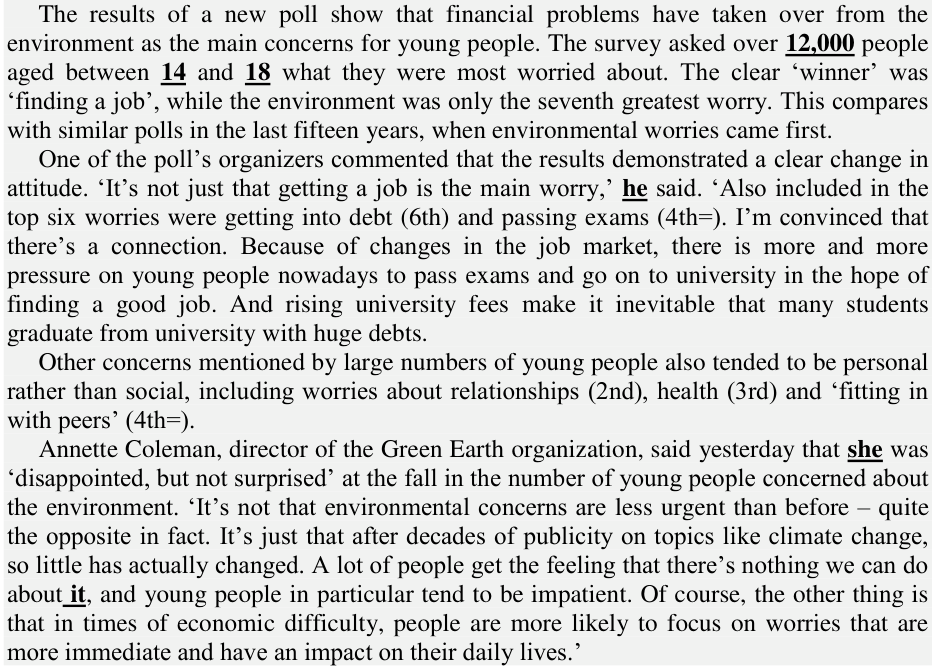 The results of a new poll show that financial problems have taken over from the
environment as the main concerns for young people. The survey asked over 12,000 people
aged between 14 and 18 what they were most worried about. The clear ‘winner’ was
‘finding a job’, while the environment was only the seventh greatest worry. This compares
with similar polls in the last fifteen years, when environmental worries came first.
One of the poll’s organizers commented that the results demonstrated a clear change in
attitude. ‘It’s not just that getting a job is the main worry,’ he said. ‘Also included in the
top six worries were getting into debt (6th) and passing exams (4th=). I’m convinced that
there’s a connection. Because of changes in the job market, there is more and more
pressure on young people nowadays to pass exams and go on to university in the hope of
finding a good job. And rising university fees make it inevitable that many students
graduate from university with huge debts.
Other concerns mentioned by large numbers of young people also tended to be personal
rather than social, including worries about relationships (2nd), health (3rd) and ‘fitting in
with peers’ (4th=).
Annette Coleman, director of the Green Earth organization, said yesterday that she was
‘disappointed, but not surprised’ at the fall in the number of young people concerned about
the environment. ‘It’s not that environmental concerns are less urgent than before – quite
the opposite in fact. It’s just that after decades of publicity on topics like climate change,
so little has actually changed. A lot of people get the feeling that there’s nothing we can do
about it, and young people in particular tend to be impatient. Of course, the other thing is
that in times of economic difficulty, people are more likely to focus on worries that are
more immediate and have an impact on their daily lives.’